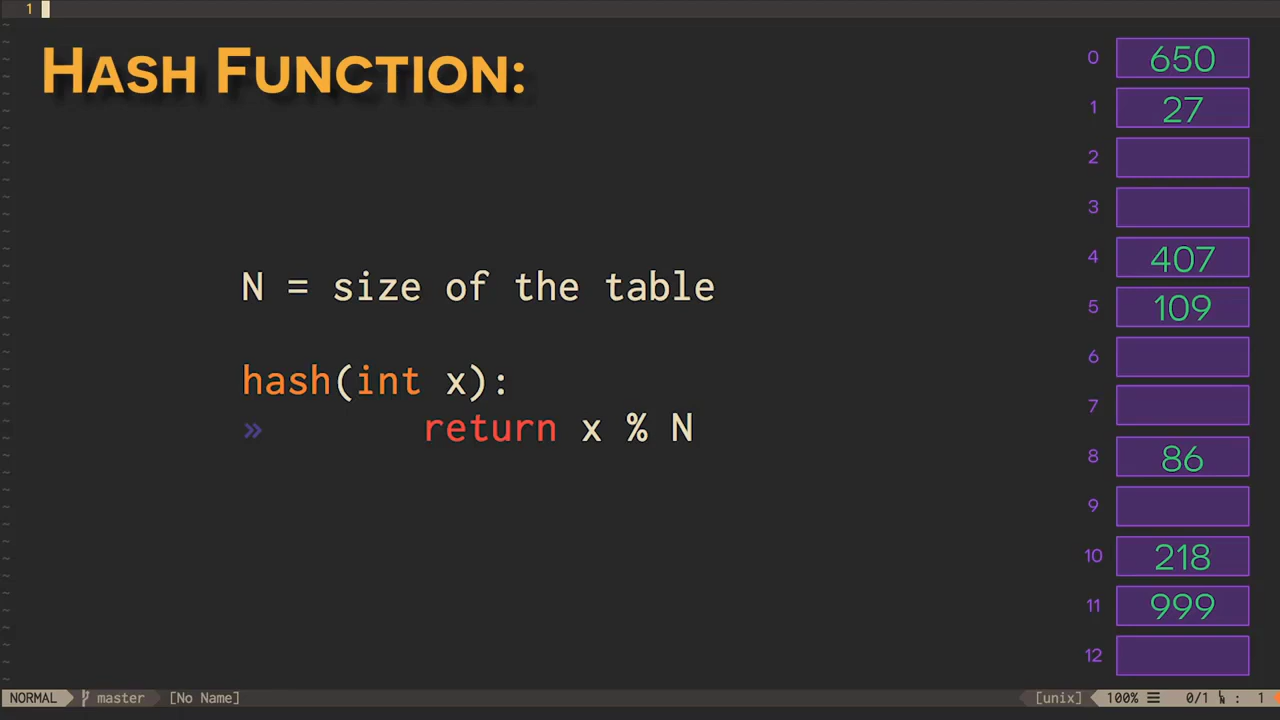 1
HASH FUNCTION:
N = size of the table
hash(int x):
» return x % N
0 650
1 27
2
3
4 407
5 109
6
7
8 86
9
10 218
11 999
12
NORMAL master [No Name] [unix] 100% ☰ 0/1 ㏑ : 1